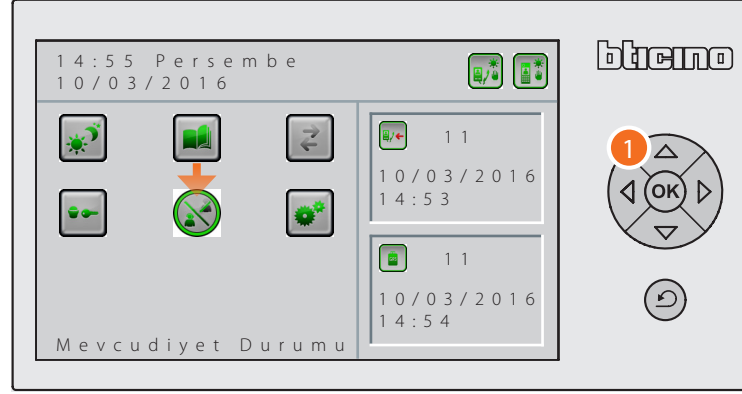 14:55 Persembe
10/03/2016
bticino
11
10/03/2016
14:53
11
10/03/2016
14:54
Mevcudiyet Durumu
1
OK